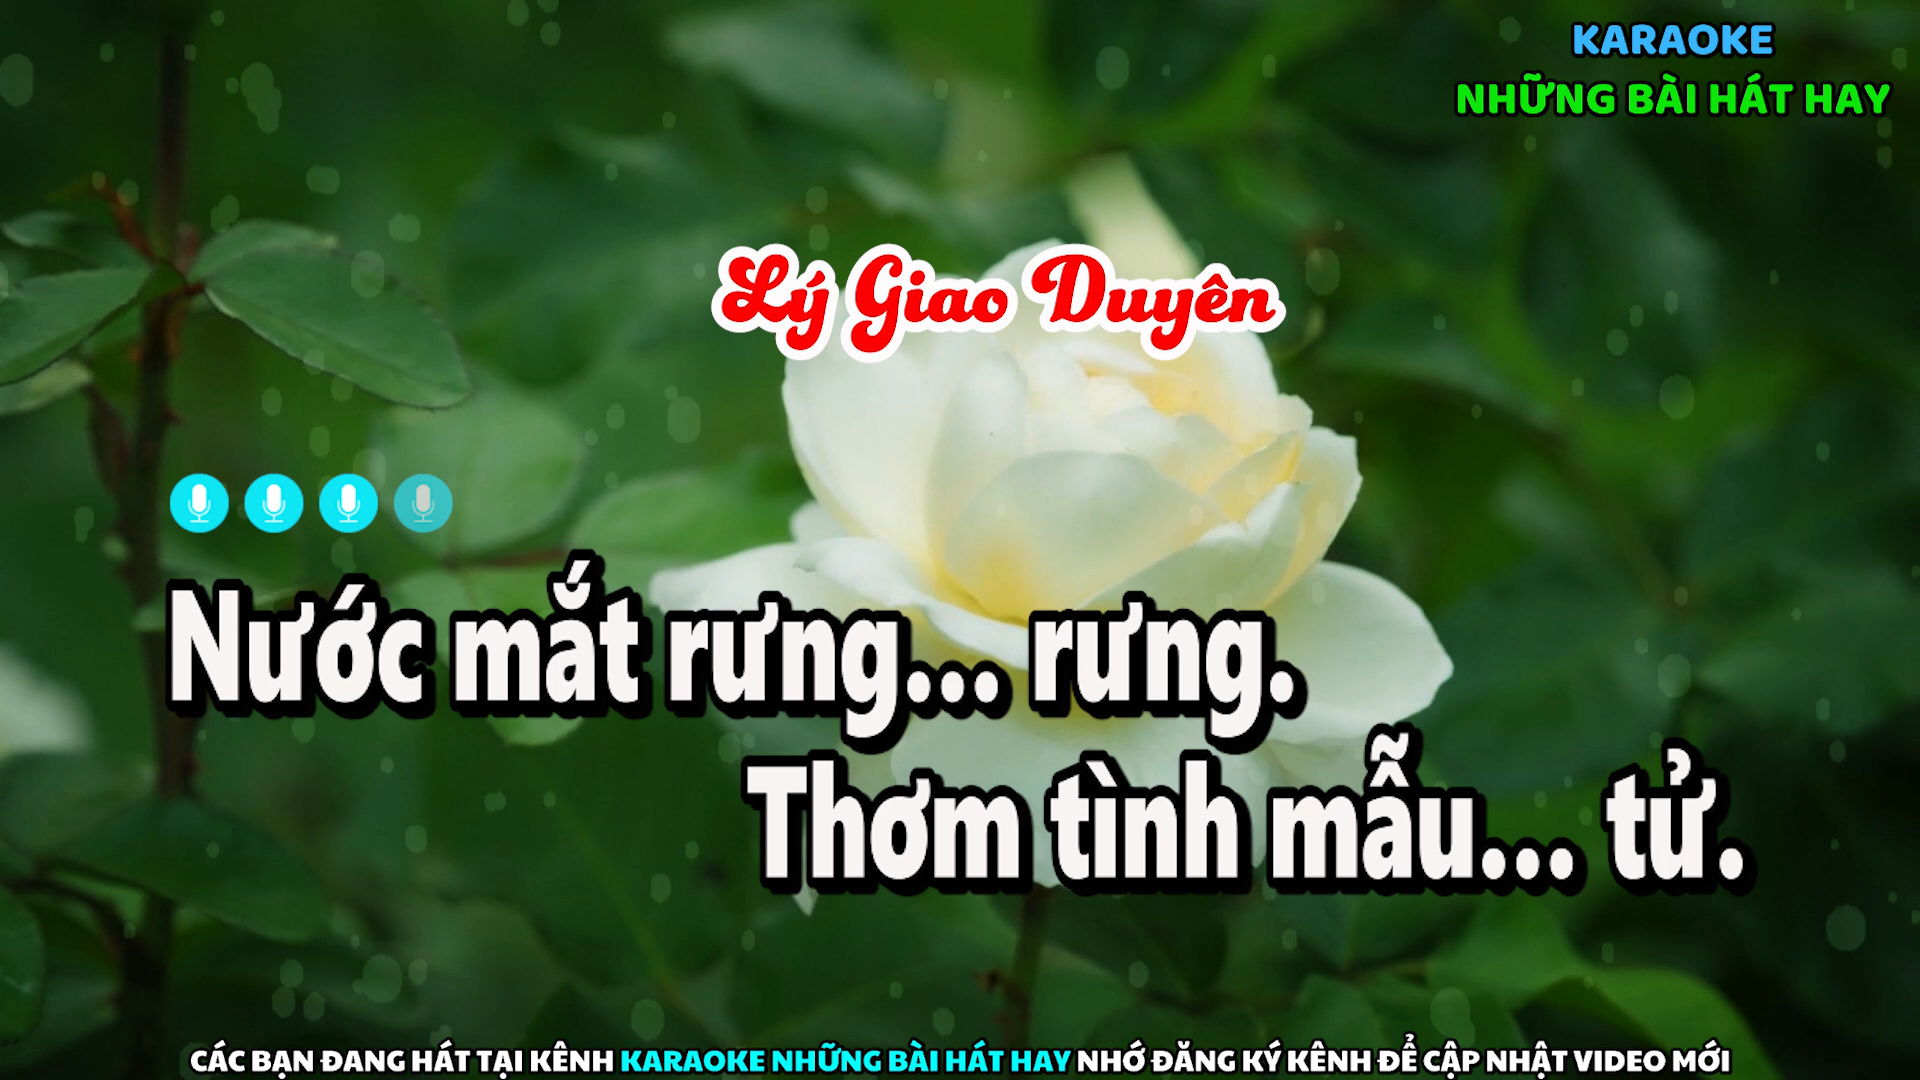 KARAOKE
NHỮNG BÀI HÁT HAY
Lý Giao Duyên
Nước mắt rưng... rưng.
Thơm tình mẫu... tử.
CÁC BẠN ĐANG HÁT TẠI KÊNH KARAOKE NHỮNG BÀI HÁT HAY NHỚ ĐĂNG KÝ KÊNH ĐỂ CẬP NHẬT VIDEO MỚI